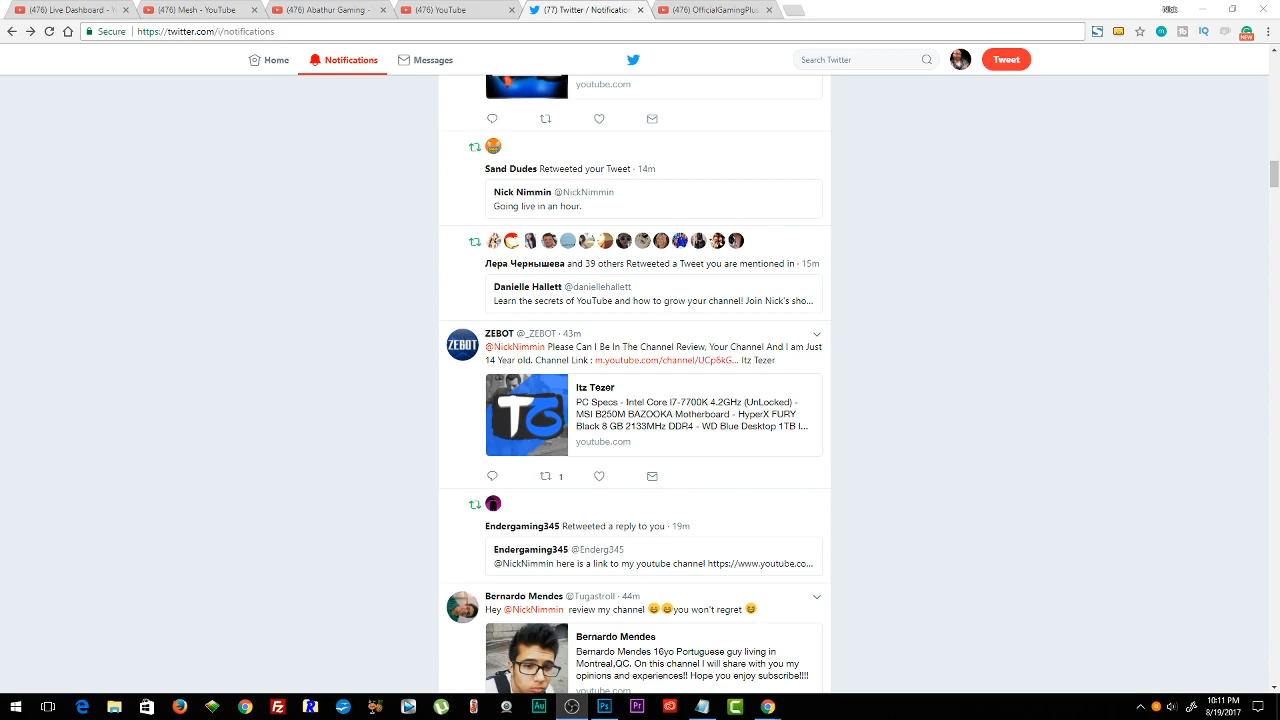 (476) Live Dashboard - Y
(476) Mesh - YouTube
(476) Abathur Gaming -
(476) YouTube
(77) Twitter / Notification
(476) OfficialGamingPlus
Nick
Secure
https://twitter.com/i/notifications
NEW
Home
Notifications
Messages
Search Twitter
Tweet
youtube.com
Sand Dudes Retweeted your Tweet · 14m
Nick Nimmin @NickNimmin
Going live in an hour.
Лера Чернышева and 39 others Retweeted a Tweet you are mentioned in · 15m
Danielle Hallett @daniellehallett
Learn the secrets of YouTube and how to grow your channel! Join Nick's sho...
ZEBOT
ZEBOT @_ZEBOT · 43m
@NickNimmin Please Can I Be In The Channel Review, Your Channel And I am Just
14 Year old. Channel Link : m.youtube.com/channel/UCp6kG... Itz Tezer
Itz Tezer
PC Specs - Intel Core I7-7700K 4.2GHz (UnLocked) -
MSI B250M BAZOOKA Motherboard - HyperX FURY
Black 8 GB 2133MHz DDR4 - WD Blue Desktop 1TB I...
youtube.com
1
Endergaming345 Retweeted a reply to you · 19m
Endergaming345 @Enderg345
@NickNimmin here is a link to my youtube channel https://www.youtube.co...
Bernardo Mendes @Tugastroll · 44m
Hey @NickNimmin review my channel 😄😄you won't regret 😄
Bernardo Mendes
Bernardo Mendes 16yo Portuguese guy living in
Montreal,QC. On this channel I will share with you my
opinions and experiences!! Hope you enjoy subscribe!!!!
youtube.com
10:11 PM
8/19/2017